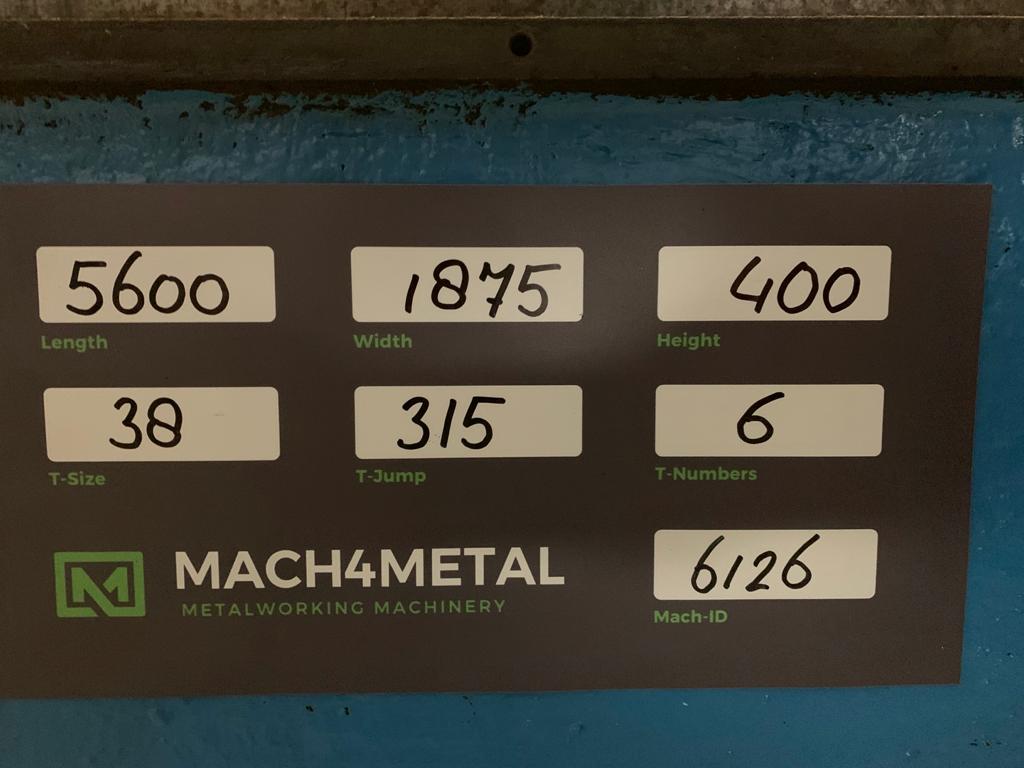 5600 1875 400
Length Width Height
38 315 6
T-Size T-Jump T-Numbers
MACH4METAL
METALWORKING MACHINERY
6126
Mach-ID